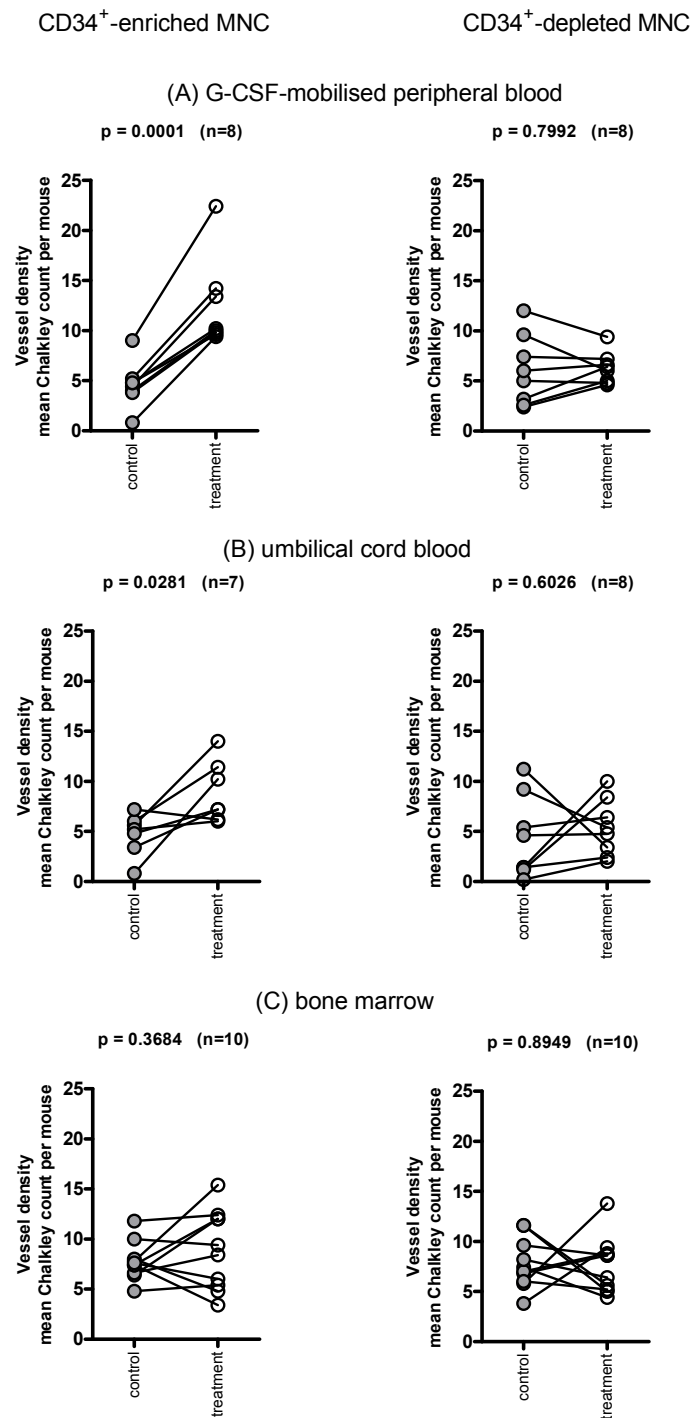 CD34⁺-enriched MNC
CD34⁺-depleted MNC
(A) G-CSF-mobilised peripheral blood
p = 0.0001 (n=8)
Vessel density
mean Chalkley count per mouse
25
20
15
10
5
0
control
treatment
p = 0.7992 (n=8)
Vessel density
mean Chalkley count per mouse
25
20
15
10
5
0
control
treatment
(B) umbilical cord blood
p = 0.0281 (n=7)
Vessel density
mean Chalkley count per mouse
25
20
15
10
5
0
control
treatment
p = 0.6026 (n=8)
Vessel density
mean Chalkley count per mouse
25
20
15
10
5
0
control
treatment
(C) bone marrow
p = 0.3684 (n=10)
Vessel density
mean Chalkley count per mouse
25
20
15
10
5
0
control
treatment
p = 0.8949 (n=10)
Vessel density
mean Chalkley count per mouse
25
20
15
10
5
0
control
treatment